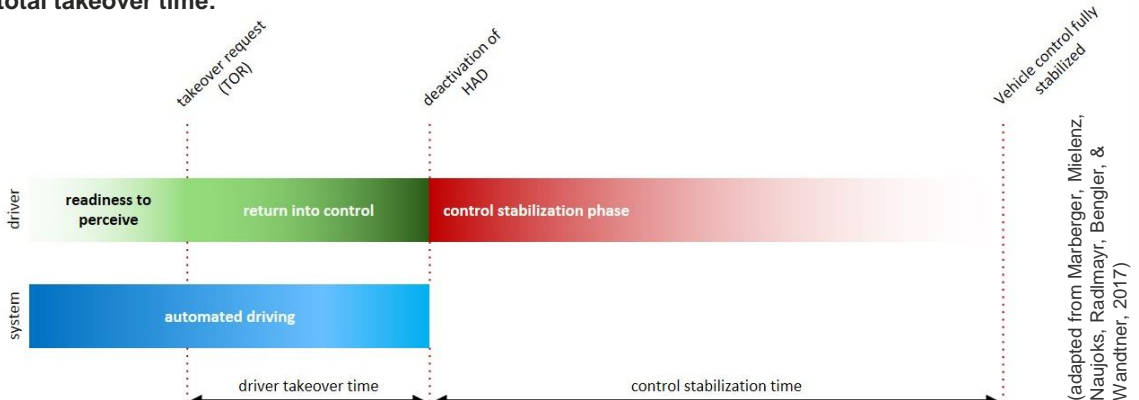 total takeover time:
takeover request
(TOR)
deactivation of
HAD
Vehicle control fully
stabilized
driver
readiness to
perceive
return into control
control stabilization phase
system
automated driving
driver takeover time
control stabilization time
(adapted from Marberger, Mielenz,
Naujoks, Radlmayr, Bengler, &
Wandtner, 2017)